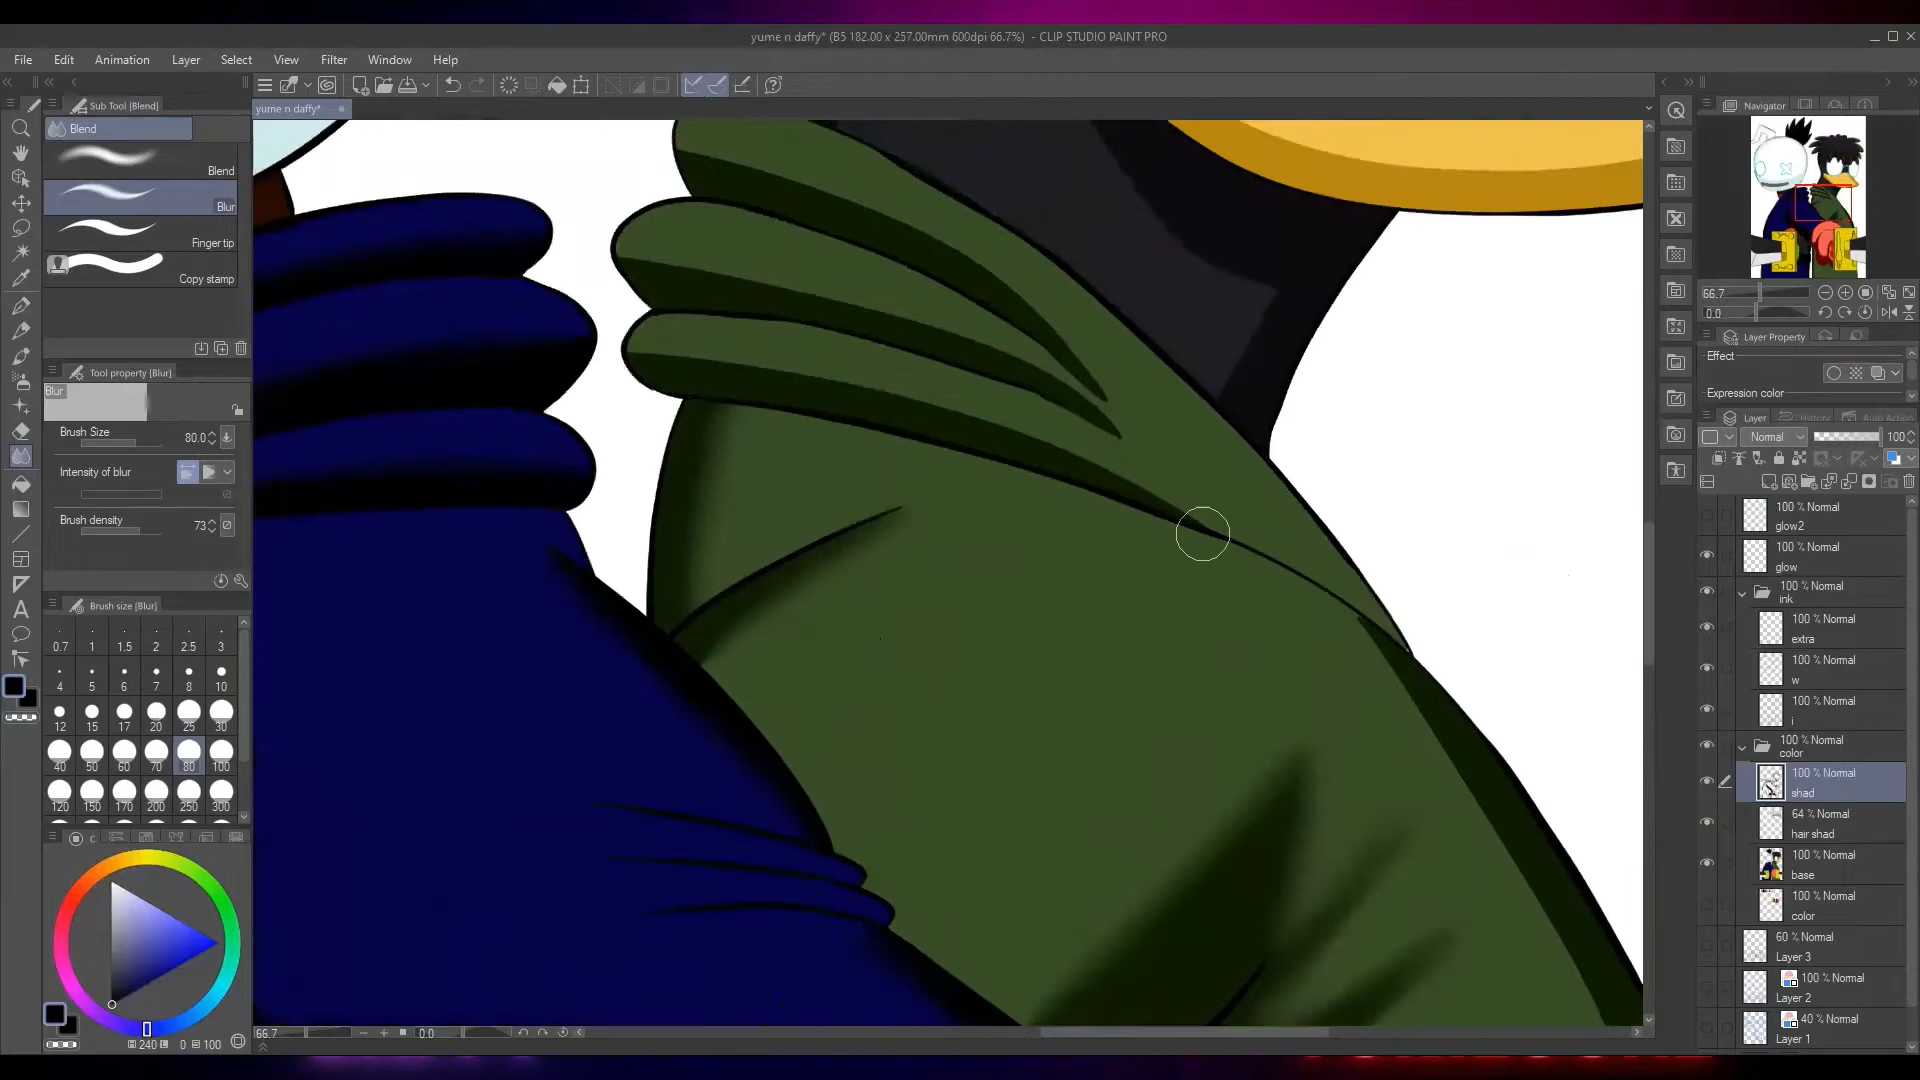 yume n daffy* (B5 182.00 x 257.00mm 600dpi 66.7%)  - CLIP STUDIO PAINT PRO
File Edit Animation Layer Select View Filter Window Help
Sub Tool [Blend]
yume n daffy*
Navigator
Blend
Blend
Blur
Finger tip
Copy stamp
66.7
0.0
Layer Property
Effect
Expression color
Tool property [Blur]
Blur
Brush Size 80.0
Intensity of blur
Brush density 73
Layer History Auto Action
Normal 100
Brush size [Blur]
0.7 1 1.5 2 2.5 3
4 5 6 7 8 10
12 15 17 20 25 30
40 50 60 70 80 100
120 150 170 200 250 300
100 % Normal
glow2
100 % Normal
glow
100 % Normal
ink
100 % Normal
extra
100 % Normal
w
100 % Normal
i
100 % Normal
color
100 % Normal
shad
64 % Normal
hair shad
100 % Normal
base
100 % Normal
color
60 % Normal
Layer 3
100 % Normal
Layer 2
40 % Normal
Layer 1
C
66.7 0.0
H 240 L 0 S 100